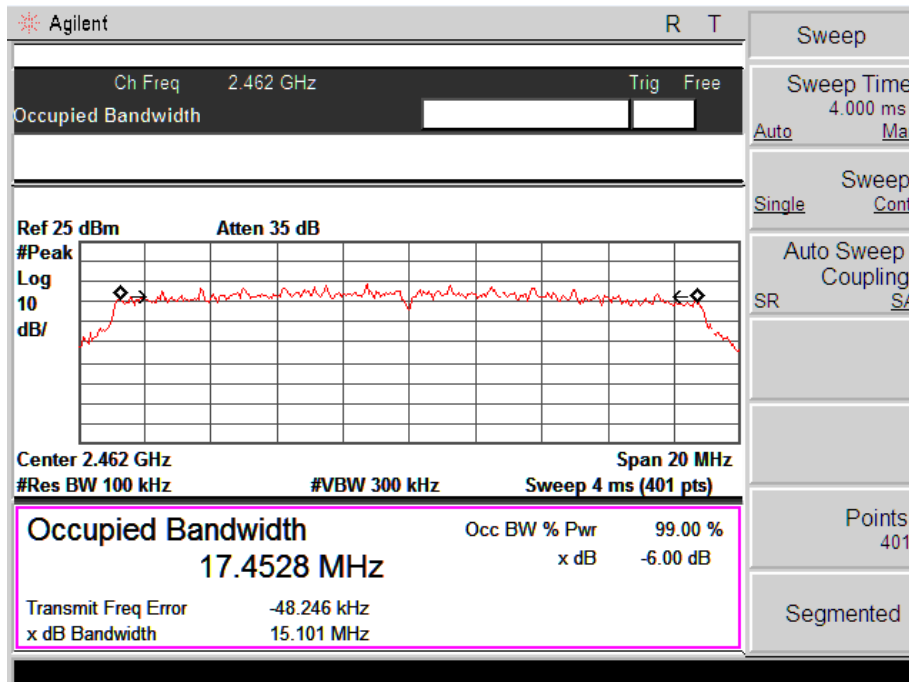 Agilent R T
Ch Freq 2.462 GHz Trig Free
Occupied Bandwidth
Ref 25 dBm Atten 35 dB
#Peak
Log
10
dB/
Center 2.462 GHz Span 20 MHz
#Res BW 100 kHz #VBW 300 kHz Sweep 4 ms (401 pts)
Occupied Bandwidth
17.4528 MHz
Occ BW % Pwr 99.00 %
x dB -6.00 dB
Transmit Freq Error -48.246 kHz
x dB Bandwidth 15.101 MHz
Sweep
Sweep Time
4.000 ms
Auto Ma
Sweep
Single Cont
Auto Sweep
Coupling
SR SA
Points
401
Segmented